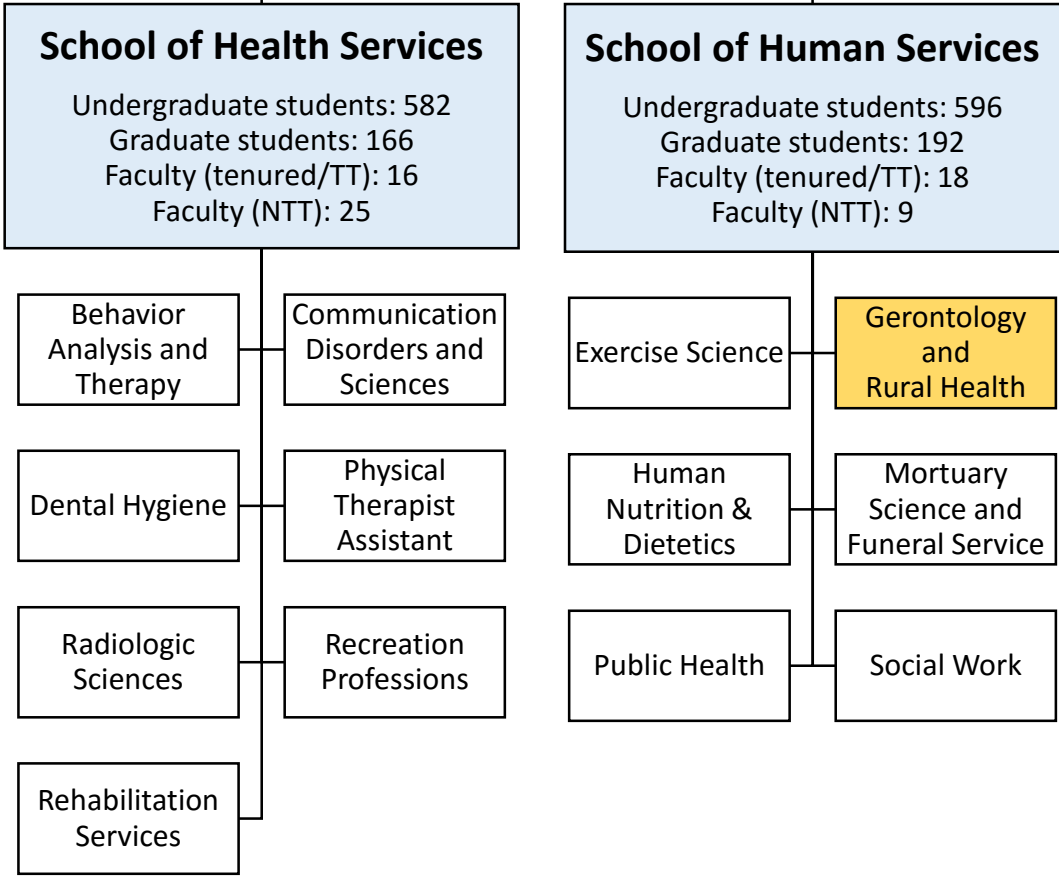 School of Health Services
Undergraduate students: 582
Graduate students: 166
Faculty (tenured/TT): 16
Faculty (NTT): 25
Behavior
Analysis and
Therapy
Communication
Disorders and
Sciences
Dental Hygiene
Physical
Therapist
Assistant
Radiologic
Sciences
Recreation
Professions
Rehabilitation
Services
School of Human Services
Undergraduate students: 596
Graduate students: 192
Faculty (tenured/TT): 18
Faculty (NTT): 9
Exercise Science
Gerontology
and
Rural Health
Human
Nutrition &
Dietetics
Mortuary
Science and
Funeral Service
Public Health
Social Work